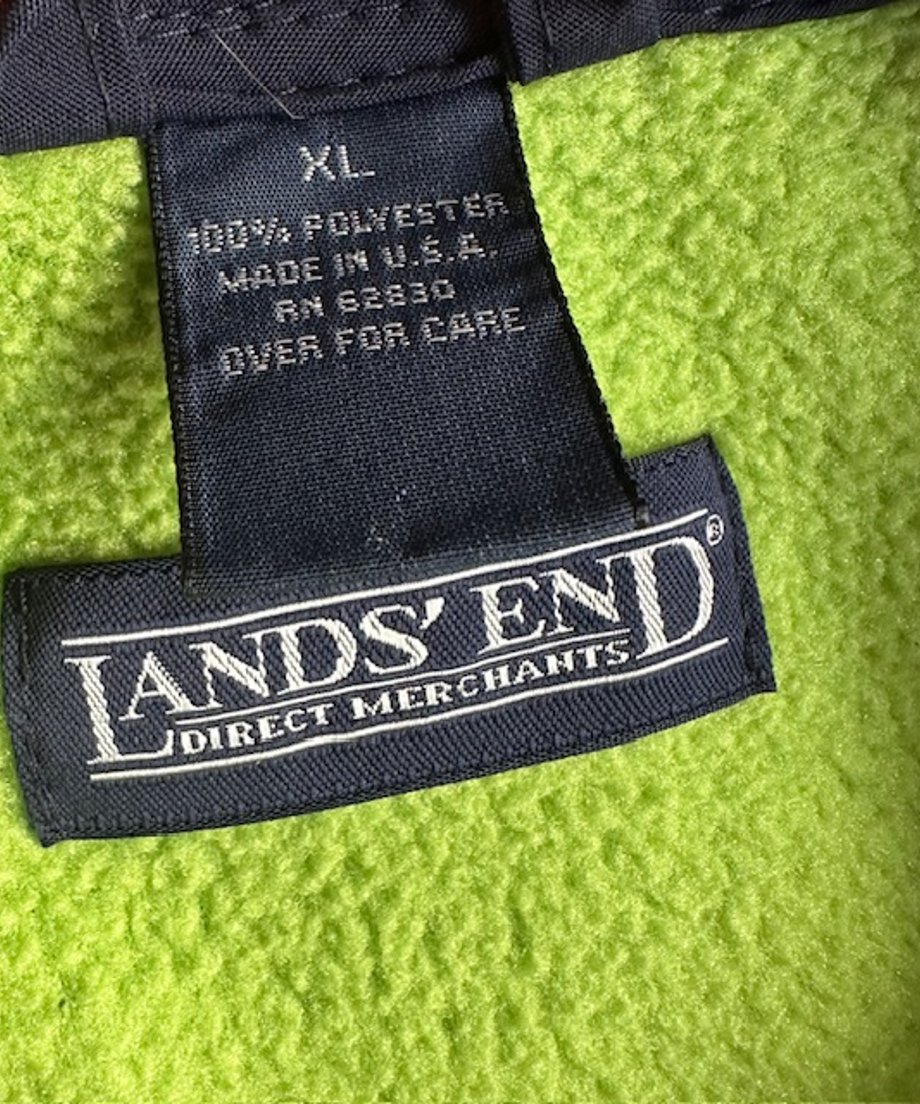 XL
100% POLYESTER
MADE IN U.S.A.
RN 62830
OVER FOR CARE
LANDS' END®
DIRECT MERCHANTS